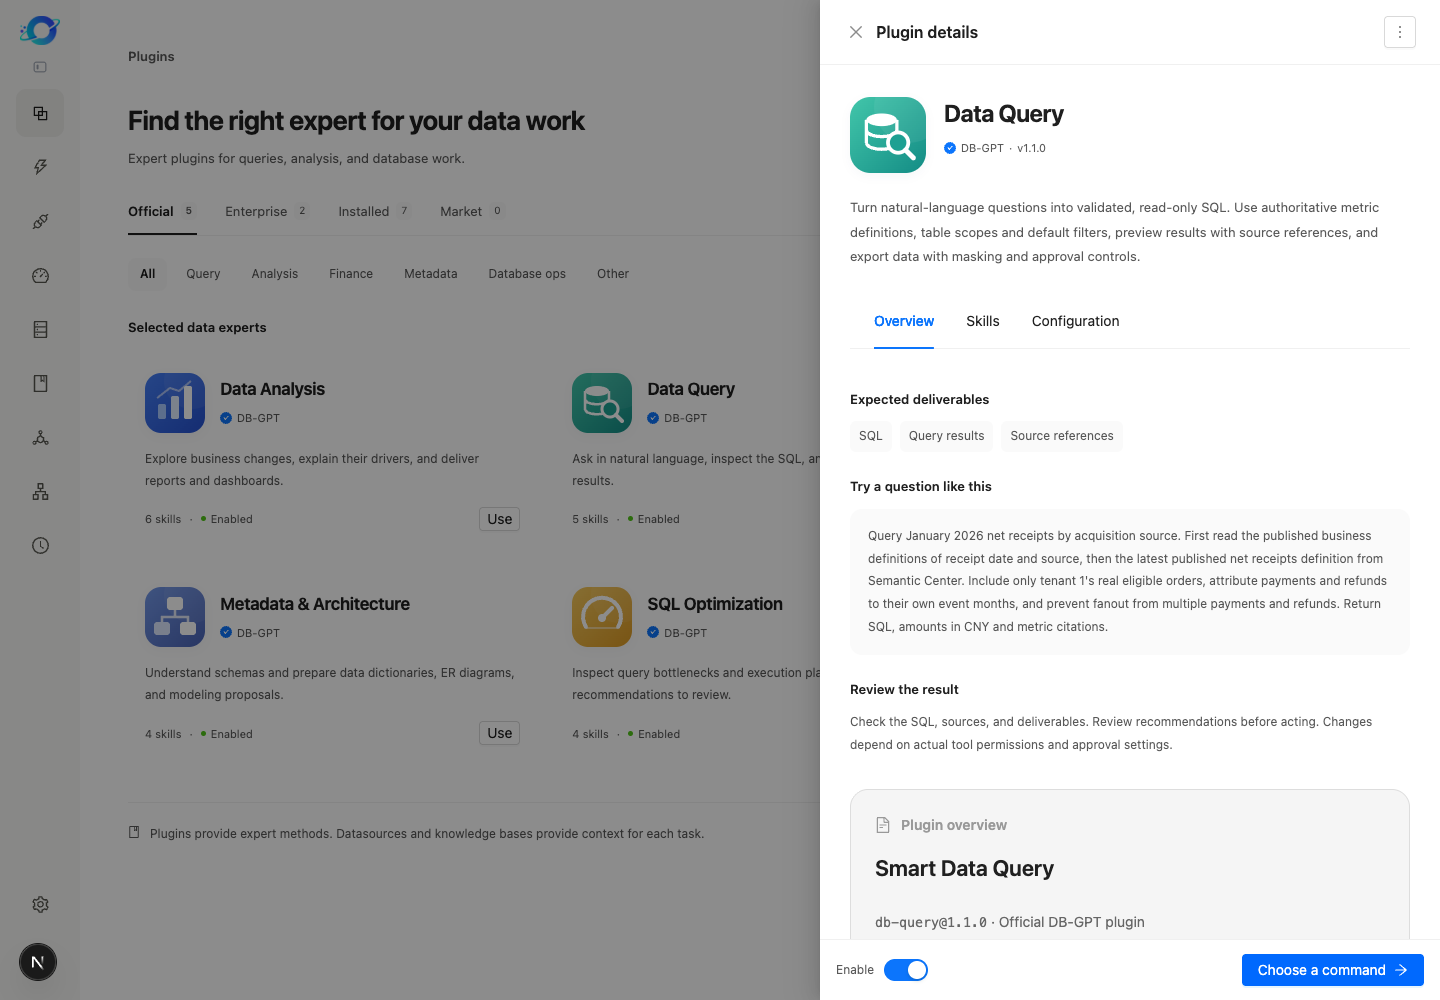 Plugins
Find the right expert for your data work
Expert plugins for queries, analysis, and database work.
Official 5 Enterprise 2 Installed 7 Market 0
All Query Analysis Finance Metadata Database ops Other
Selected data experts
Data Analysis
DB-GPT
Explore business changes, explain their drivers, and deliver
reports and dashboards.
6 skills · Enabled Use
Data Query
DB-GPT
Ask in natural language, inspect the SQL,
results.
5 skills · Enabled
Metadata & Architecture
DB-GPT
Understand schemas and prepare data dictionaries, ER diagrams,
and modeling proposals.
4 skills · Enabled Use
SQL Optimization
DB-GPT
Inspect query bottlenecks and execution
recommendations to review.
4 skills · Enabled
Plugins provide expert methods. Datasources and knowledge bases provide context for each task.
N
Plugin details
Data Query
DB-GPT · v1.1.0
Turn natural-language questions into validated, read-only SQL. Use authoritative metric
definitions, table scopes and default filters, preview results with source references, and
export data with masking and approval controls.
Overview Skills Configuration
Expected deliverables
SQL Query results Source references
Try a question like this
Query January 2026 net receipts by acquisition source. First read the published business
definitions of receipt date and source, then the latest published net receipts definition from
Semantic Center. Include only tenant 1's real eligible orders, attribute payments and refunds
to their own event months, and prevent fanout from multiple payments and refunds. Return
SQL, amounts in CNY and metric citations.
Review the result
Check the SQL, sources, and deliverables. Review recommendations before acting. Changes
depend on actual tool permissions and approval settings.
Plugin overview
Smart Data Query
db-query@1.1.0 · Official DB-GPT plugin
Enable
Choose a command